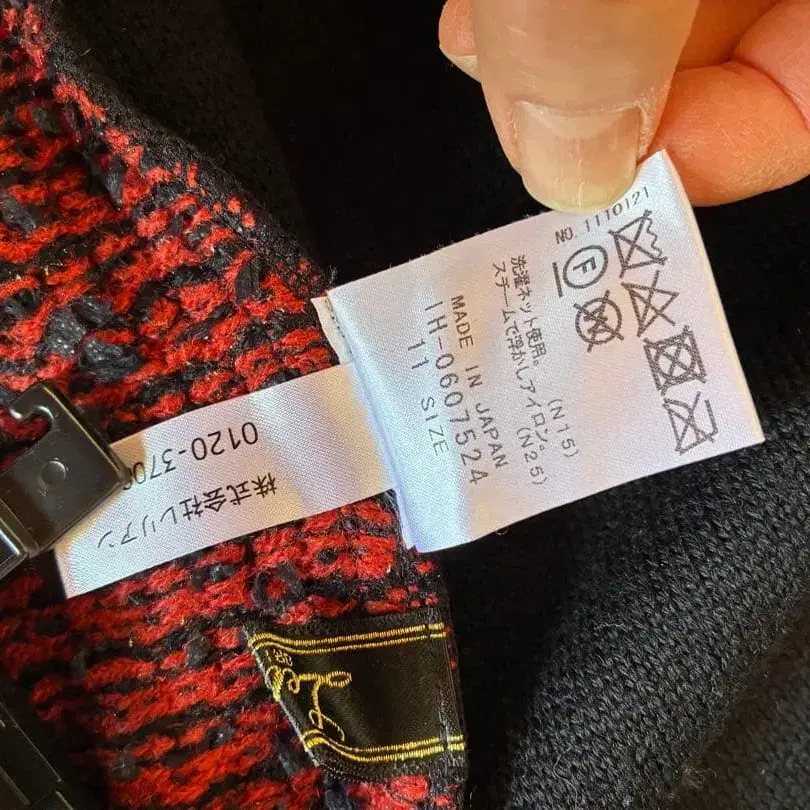 NO. 1110121
F
洗濯ネット使用。(N15)
スチームで浮かしアイロン。(N25)
MADE IN JAPAN
IH-0607524
11 SIZE
株式会社レリアン
0120-370